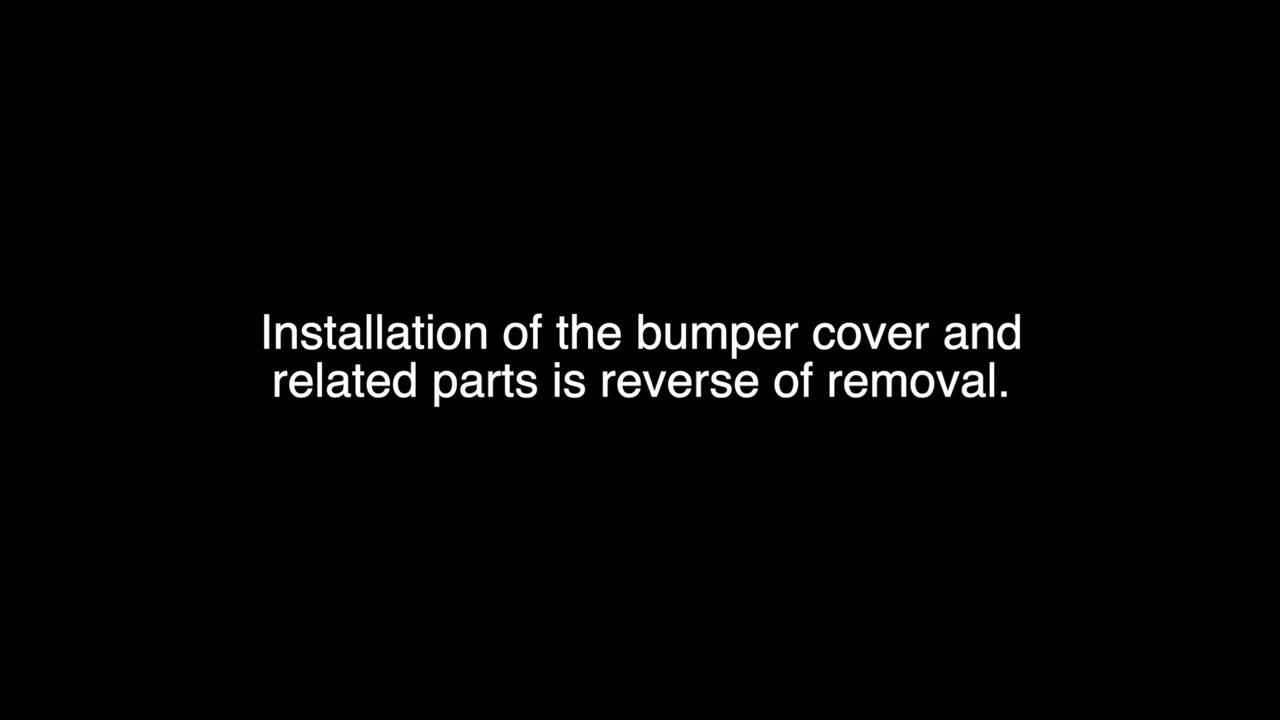 Installation of the bumper cover and
related parts is reverse of removal.